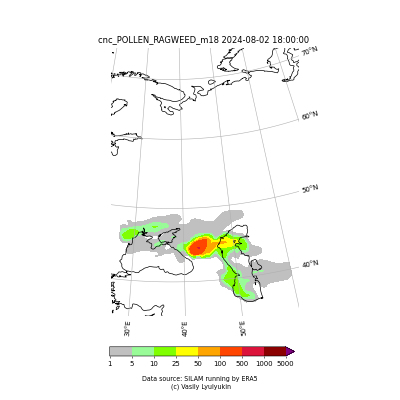 cnc_POLLEN_RAGWEED_m18 2024-08-02 18:00:00
70°N
60°N
50°N
40°N
30°E 40°E 50°E
1 5 10 25 50 100 500 1000 5000
Data source: SILAM running by ERA5
(c) Vasily Lyulyukin